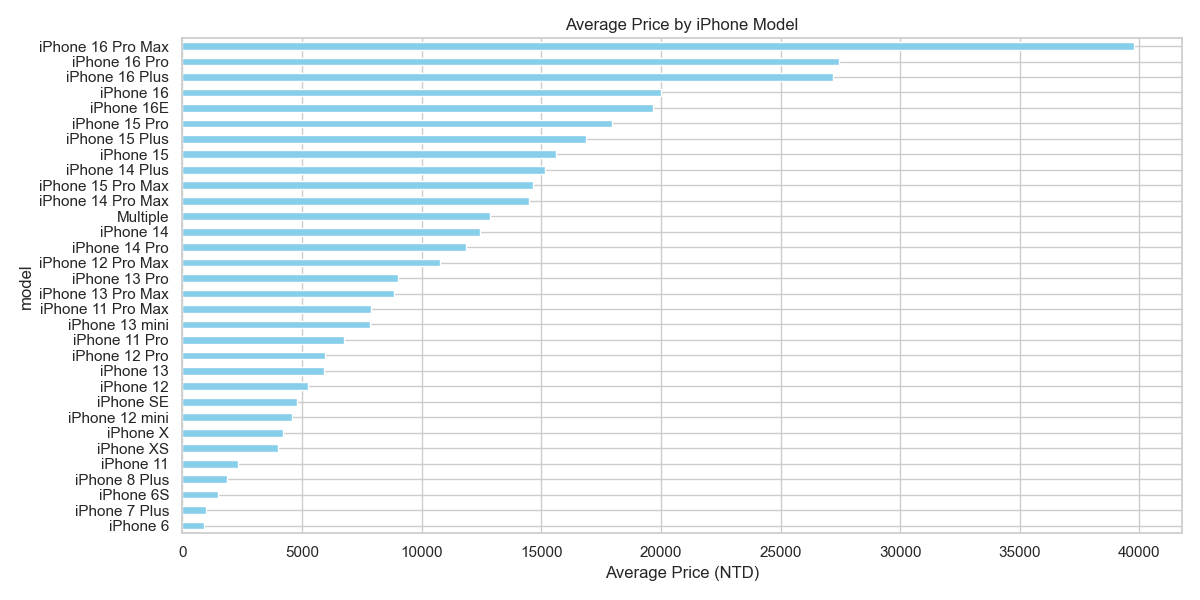 Average Price by iPhone Model
iPhone 16 Pro Max
iPhone 16 Pro
iPhone 16 Plus
iPhone 16
iPhone 16E
iPhone 15 Pro
iPhone 15 Plus
iPhone 15
iPhone 14 Plus
iPhone 15 Pro Max
iPhone 14 Pro Max
Multiple
iPhone 14
iPhone 14 Pro
iPhone 12 Pro Max
iPhone 13 Pro
iPhone 13 Pro Max
iPhone 11 Pro Max
iPhone 13 mini
iPhone 11 Pro
iPhone 12 Pro
iPhone 13
iPhone 12
iPhone SE
iPhone 12 mini
iPhone X
iPhone XS
iPhone 11
iPhone 8 Plus
iPhone 6S
iPhone 7 Plus
iPhone 6
model
0 5000 10000 15000 20000 25000 30000 35000 40000
Average Price (NTD)